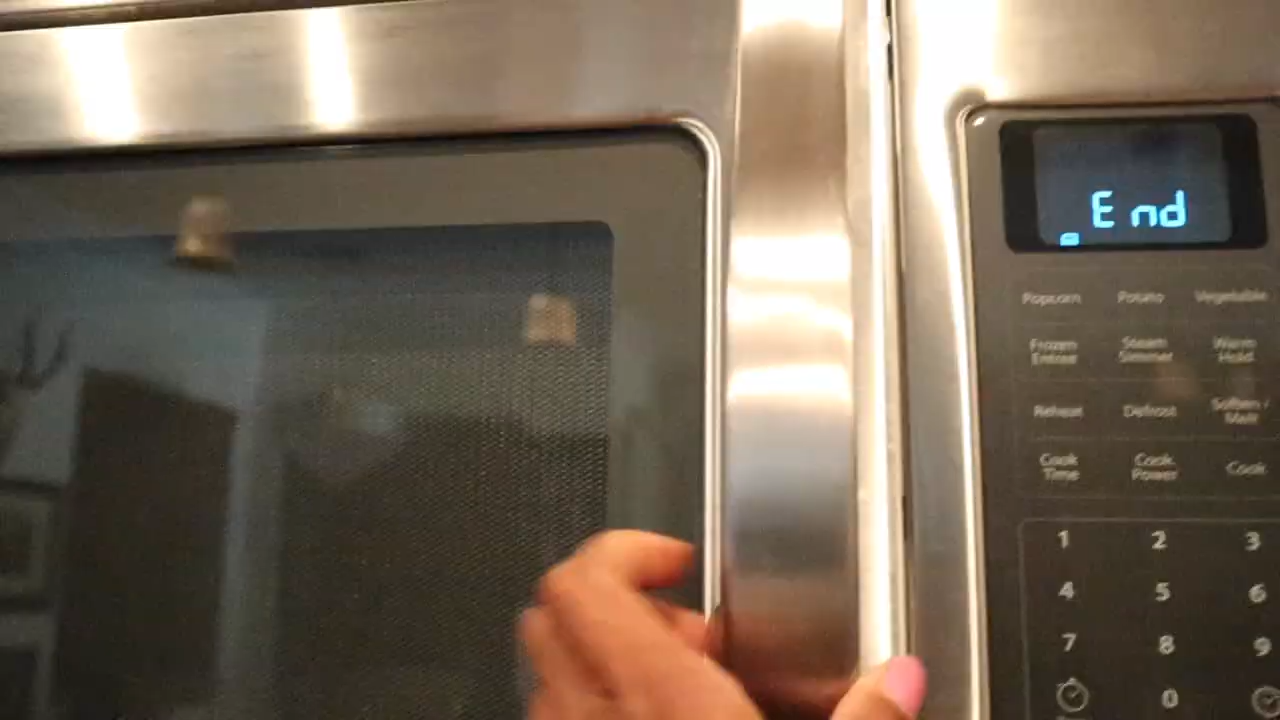 End
Popcorn Potato Vegetable
Frozen Entree Steam Simmer Warm Hold
Reheat Defrost Soften / Melt
Cook Time Cook Power Cook
1 2 3
4 5 6
7 8 9
0